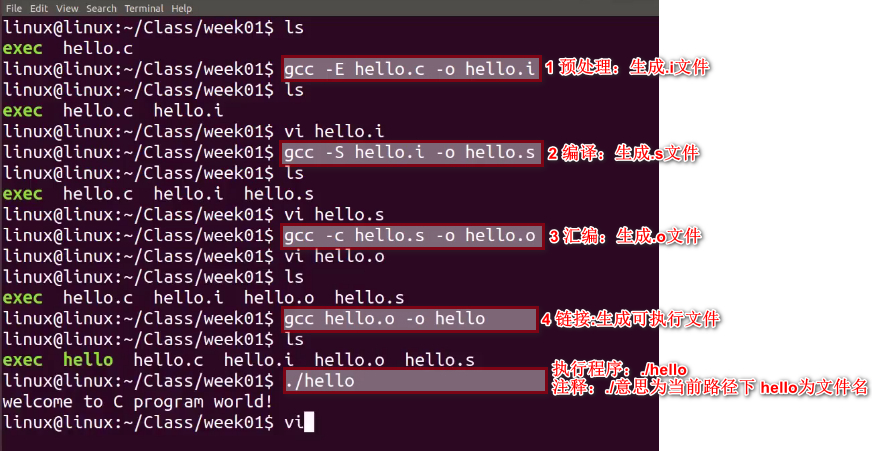 File Edit View Search Terminal Help
linux@linux:~/Class/week01$ ls
exec hello.c
linux@linux:~/Class/week01$ gcc -E hello.c -o hello.i 1 预处理：生成.i文件
linux@linux:~/Class/week01$ ls
exec hello.c hello.i
linux@linux:~/Class/week01$ vi hello.i
linux@linux:~/Class/week01$ gcc -S hello.i -o hello.s 2 编译：生成.s文件
linux@linux:~/Class/week01$ ls
exec hello.c hello.i hello.s
linux@linux:~/Class/week01$ vi hello.s
linux@linux:~/Class/week01$ gcc -c hello.s -o hello.o 3 汇编：生成.o文件
linux@linux:~/Class/week01$ vi hello.o
linux@linux:~/Class/week01$ ls
exec hello.c hello.i hello.o hello.s
linux@linux:~/Class/week01$ gcc hello.o -o hello 4 链接:生成可执行文件
linux@linux:~/Class/week01$ ls
exec hello hello.c hello.i hello.o hello.s
linux@linux:~/Class/week01$ ./hello 执行程序：./hello
注释：./意思为当前路径下 hello为文件名
welcome to C program world!
linux@linux:~/Class/week01$ vi